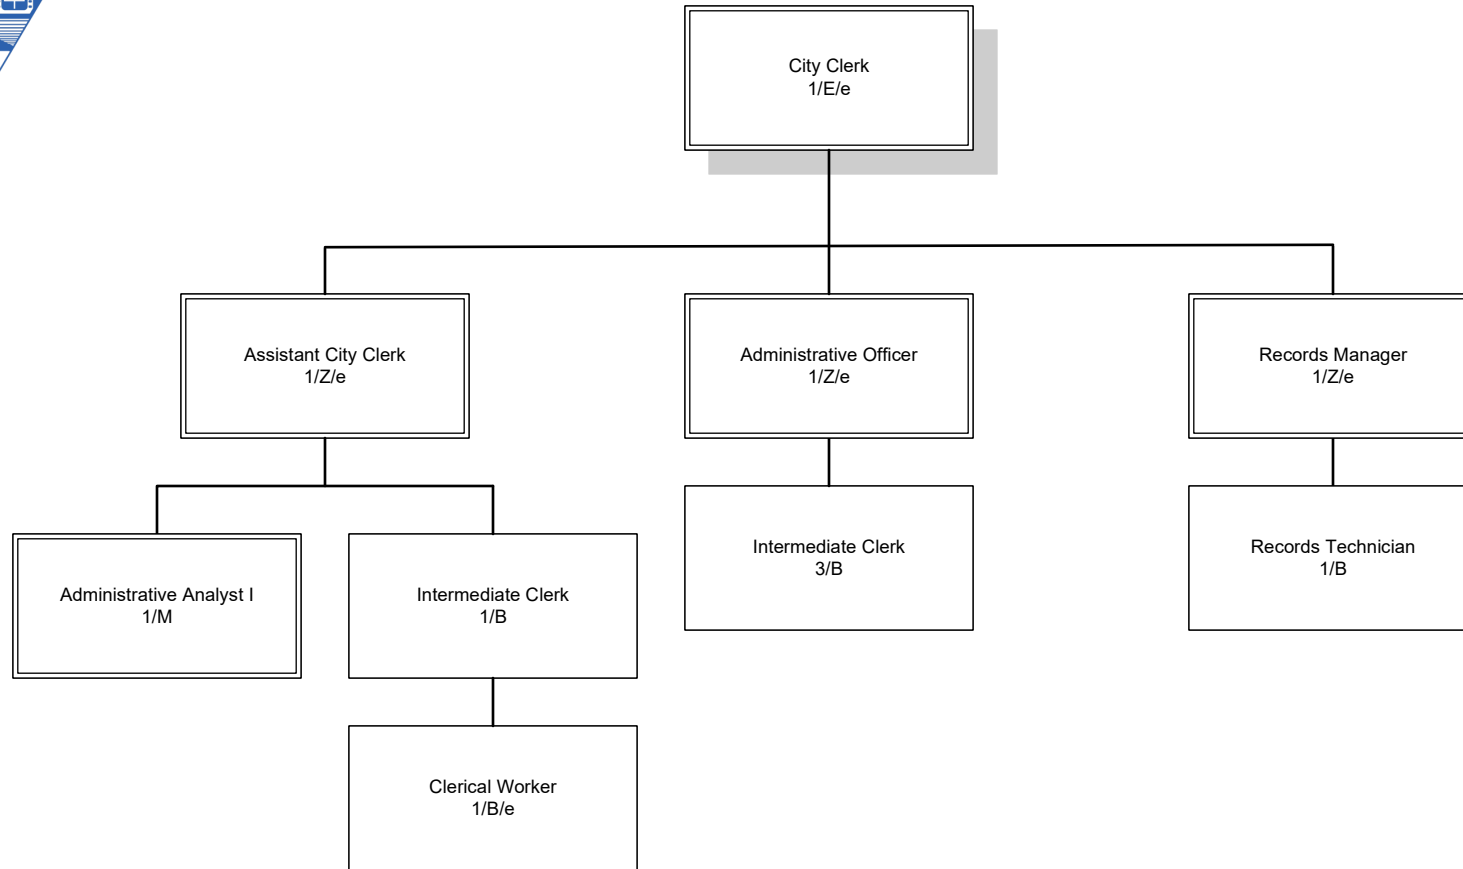 City Clerk
1/E/e
Assistant City Clerk
1/Z/e
Administrative Officer
1/Z/e
Records Manager
1/Z/e
Administrative Analyst I
1/M
Intermediate Clerk
1/B
Intermediate Clerk
3/B
Records Technician
1/B
Clerical Worker
1/B/e